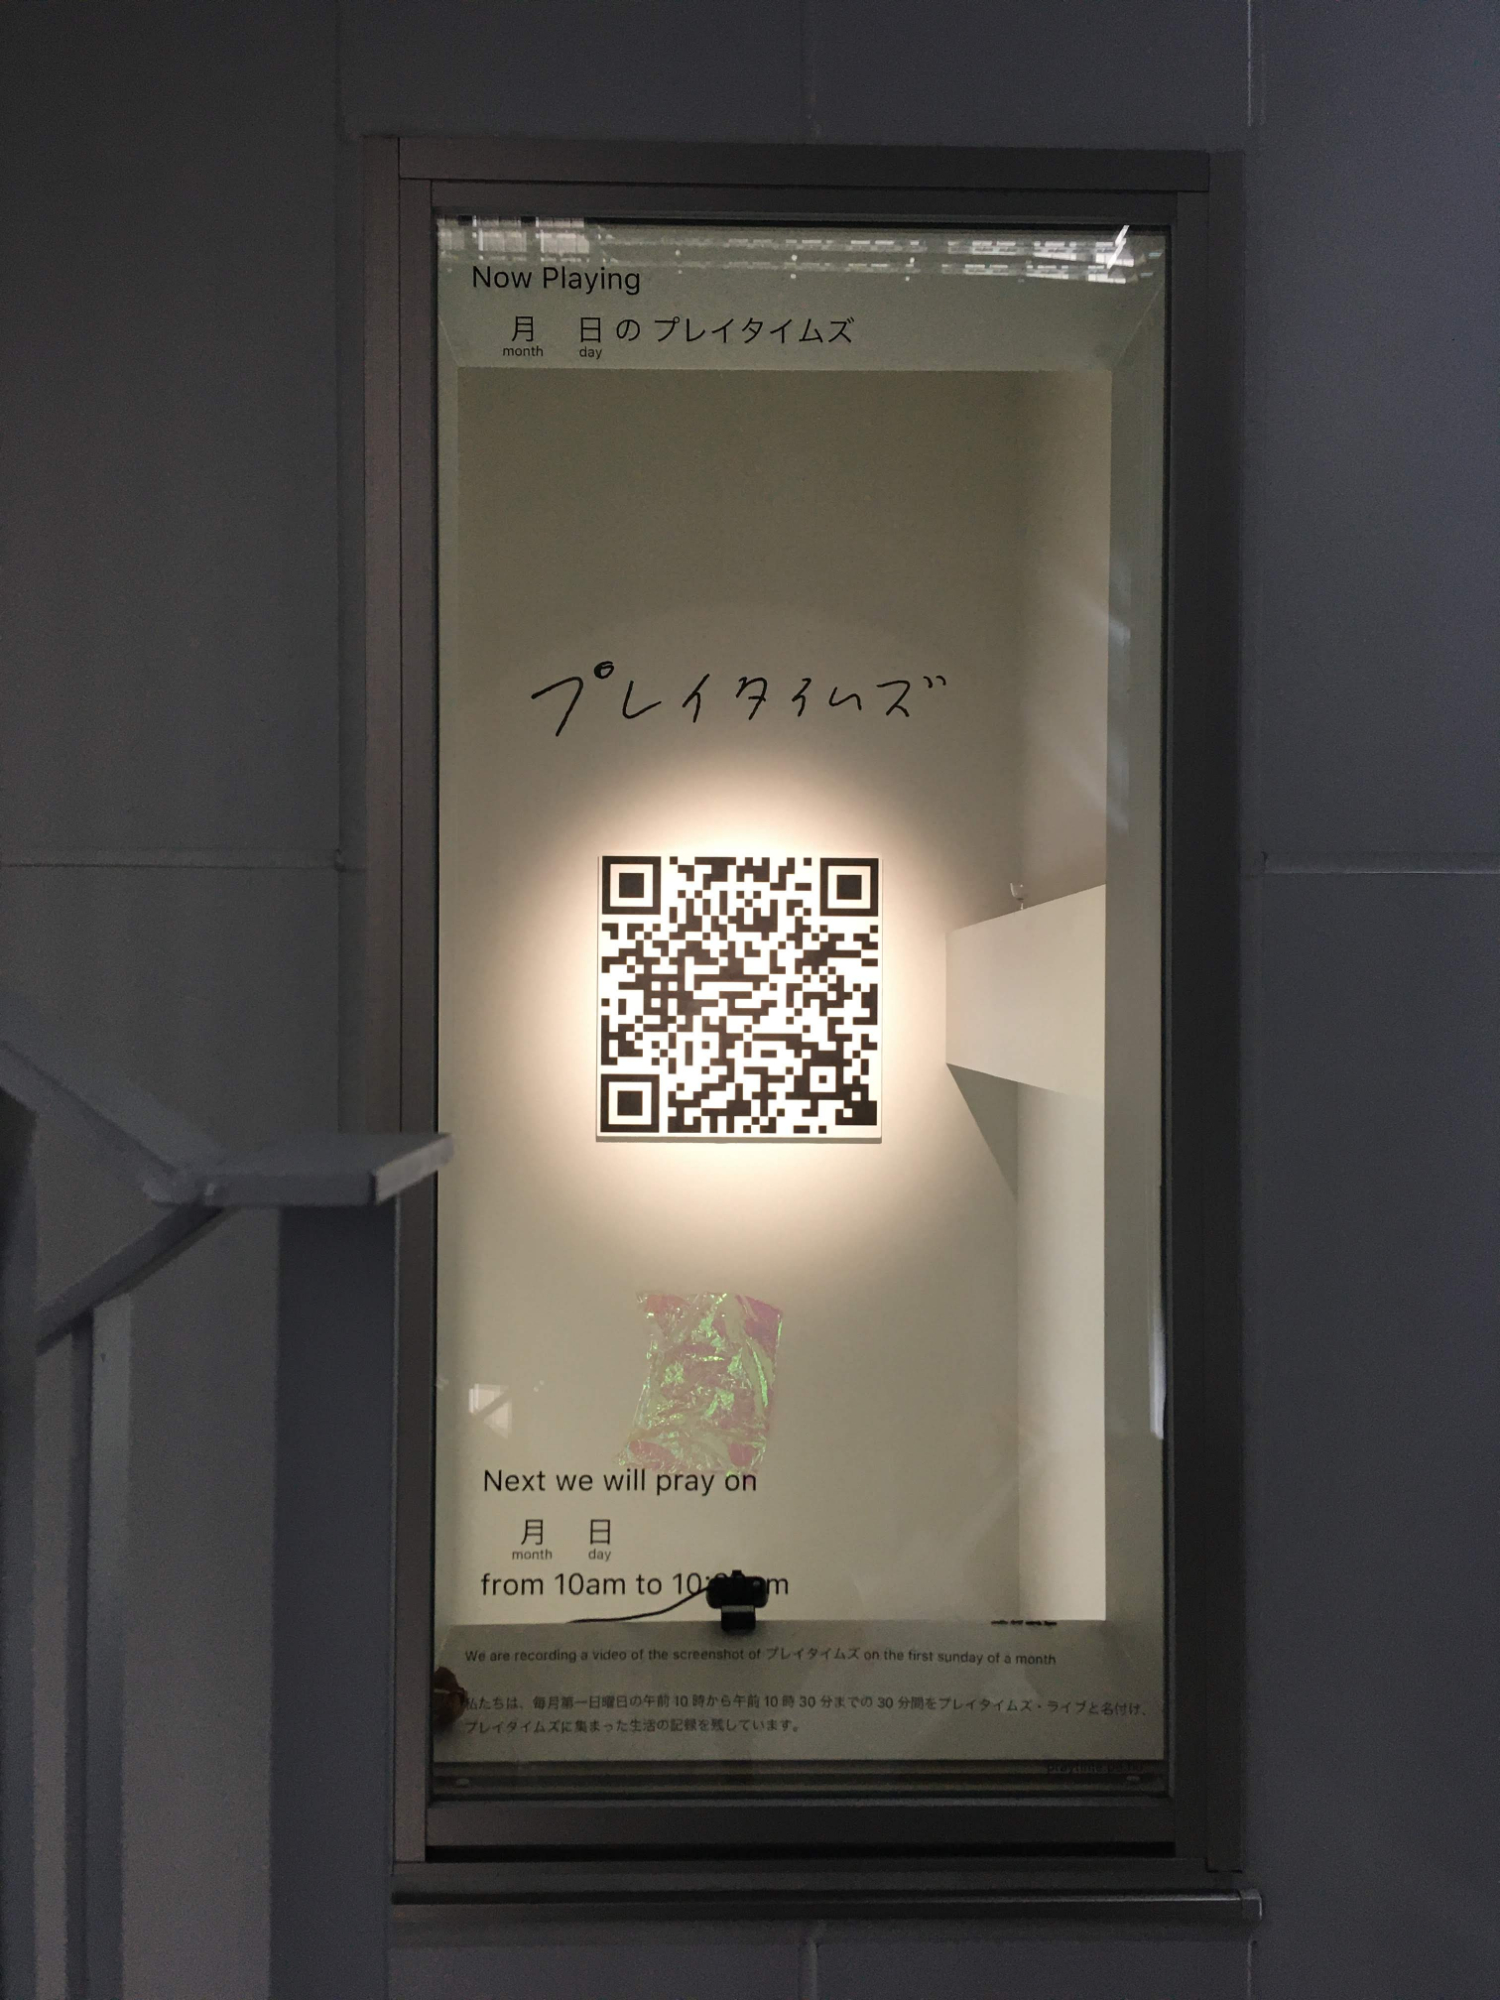 Now Playing
月 日 の プレイタイムズ
month day
プレイタイムズ
Next we will pray on
月 日
month day
from 10am to
We are recording a video of the screenshot of プレイタイムズ on the first sunday of a month
私たちは、毎月第一日曜日の午前 10 時から午前 10 時 30 分までの 30 分間をプレイタイムズ・ライブと名付け、
プレイタイムズに集まった生活の記録を残しています。